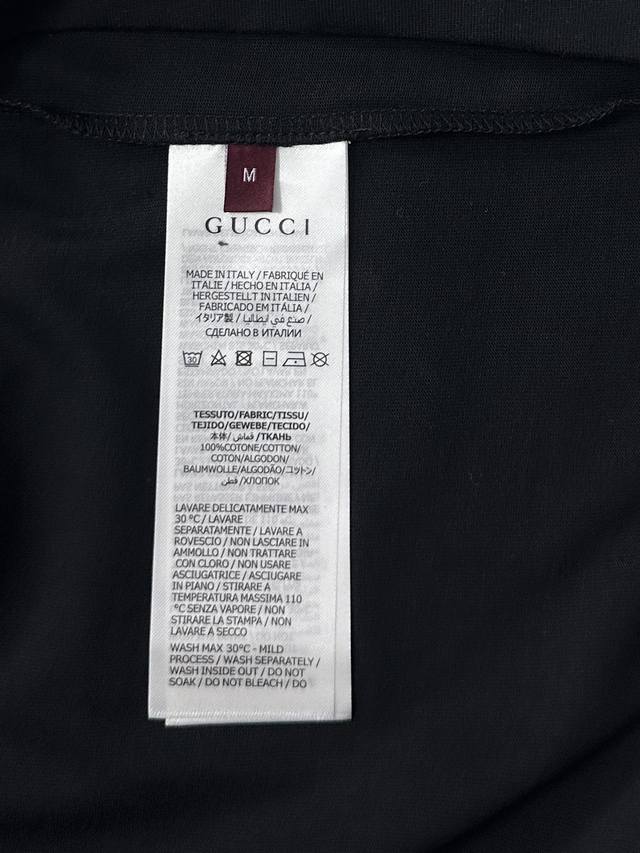 M
GUCCI
MADE IN ITALY / FABRIQUÉ EN
ITALIE / HECHO EN ITALIA /
HERGESTELLT IN ITALIEN /
FABRICADO EM ITÁLIA /
イタリア製 / صنع في ايطاليا /
СДЕЛАНО В ИТАЛИИ
30
TESSUTO/FABRIC/TISSU/
TEJIDO/GEWEBE/TECIDO/
本体/ قماش /ТКАНЬ
100%COTONE/COTTON/
COTON/ALGODON/
BAUMWOLLE/ALGODÃO/コットン/
قطن /ХЛОПОК
LAVARE DELICATAMENTE MAX
30 °C / LAVARE
SEPARATAMENTE / LAVARE A
ROVESCIO / NON LASCIARE IN
AMMOLLO / NON TRATTARE
CON CLORO / NON USARE
ASCIUGATRICE / ASCIUGARE
IN PIANO / STIRARE A
TEMPERATURA MASSIMA 110
°C SENZA VAPORE / NON
STIRARE LA STAMPA / NON
LAVARE A SECCO
WASH MAX 30°C - MILD
PROCESS / WASH SEPARATELY /
WASH INSIDE OUT / DO NOT
SOAK / DO NOT BLEACH / DO